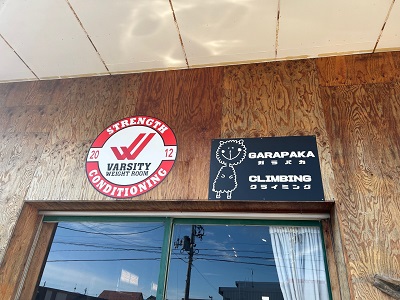 STRENGTH
20 12
VARSITY
WEIGHT ROOM
CONDITIONING
GARAPAKA
ガラパカ
CLIMBING
クライミング